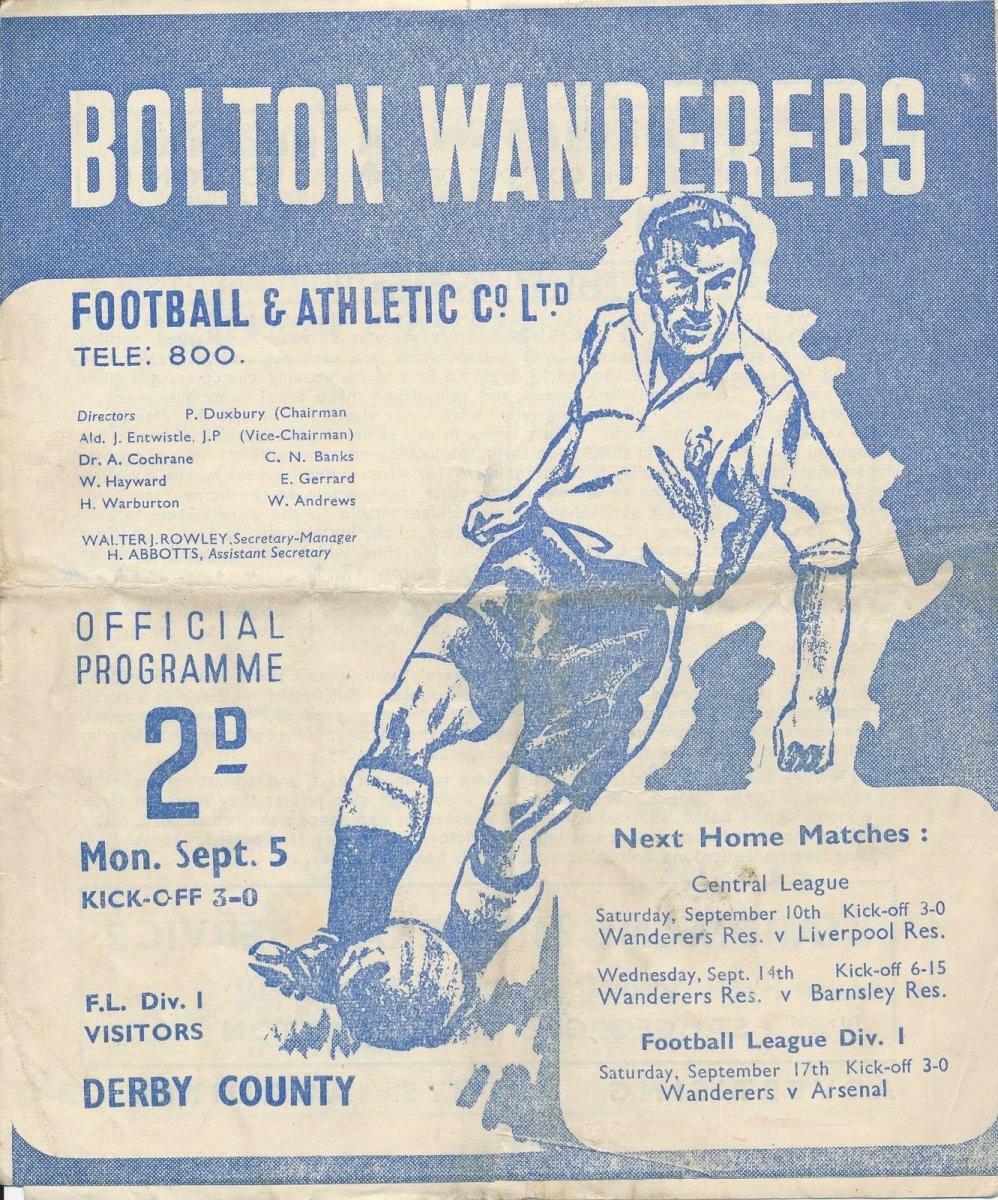 BOLTON WANDERERS
FOOTBALL & ATHLETIC Cº LTD
TELE: 800.
Directors P. Duxbury (Chairman
Ald. J. Entwistle, J.P (Vice-Chairman)
Dr. A. Cochrane C. N. Banks
W. Hayward E. Gerrard
H. Warburton W. Andrews
WALTER J. ROWLEY. Secretary-Manager
H. ABBOTTS, Assistant Secretary
OFFICIAL
PROGRAMME
2D
Mon. Sept. 5
KICK-OFF 3-0
F.L. Div. I
VISITORS
DERBY COUNTY
Next Home Matches :
Central League
Saturday, September 10th Kick-off 3-0
Wanderers Res. v Liverpool Res.
Wednesday, Sept. 14th Kick-off 6-15
Wanderers Res. v Barnsley Res.
Football League Div. I
Saturday, September 17th Kick-off 3-0
Wanderers v Arsenal